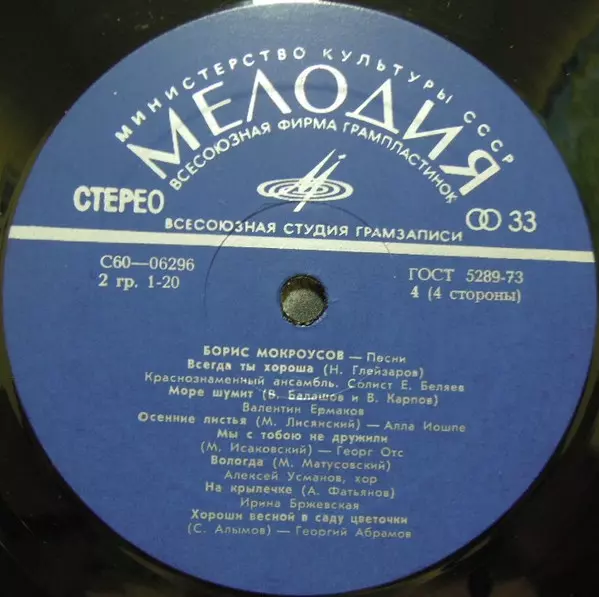 МИНИСТЕРСТВО КУЛЬТУРЫ СССР
МЕЛОДИЯ
ВСЕСОЮЗНАЯ ФИРМА ГРАМПЛАСТИНОК
СТЕРЕО
33
ВСЕСОЮЗНАЯ СТУДИЯ ГРАМЗАПИСИ
С60—06296
ГОСТ 5289-73
2 гр. 1-20
4 (4 стороны)
БОРИС МОКРОУСОВ — Песни
Всегда ты хороша (Н. Глейзаров)
Краснознаменный ансамбль. Солист Е. Беляев
Море шумит (В. Балашов и В. Карпов)
Валентин Ермаков
Осенние листья (М. Лисянский) — Алла Иошпе
Мы с тобою не дружили
(М. Исаковский) — Георг Отс
Вологда (М. Матусовский)
Алексей Усманов, хор
На крылечке (А. Фатьянов)
Ирина Бржевская
Хороши весной в саду цветочки
(С. Алымов) — Георгий Абрамов